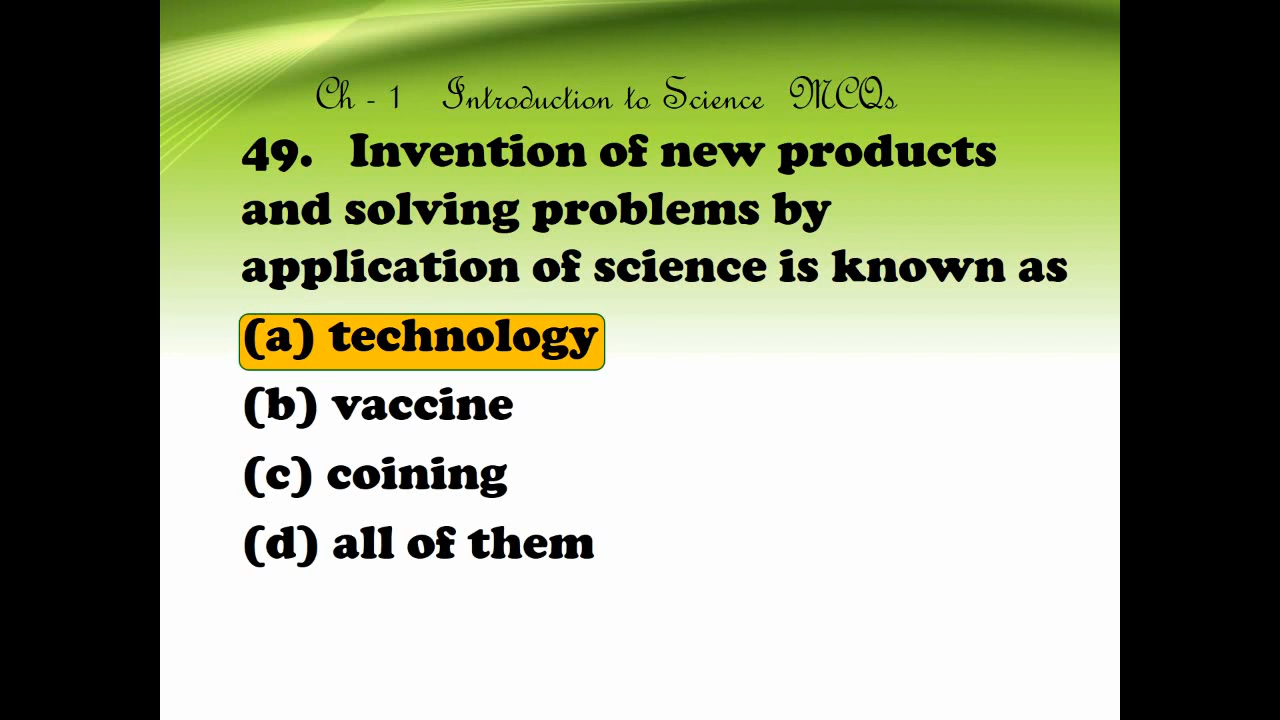 Ch - 1 Introduction to Science MCQs
49. Invention of new products
and solving problems by
application of science is known as
(a) technology
(b) vaccine
(c) coining
(d) all of them